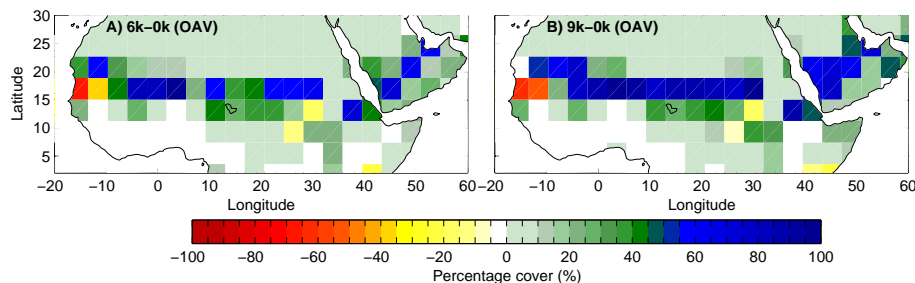 A) 6k−0k (OAV)
B) 9k−0k (OAV)
Latitude
30
25
20
15
10
5
−20 −10 0 10 20 30 40 50 60
−20 −10 0 10 20 30 40 50 60
Longitude
Longitude
−100 −80 −60 −40 −20 0 20 40 60 80 100
Percentage cover (%)